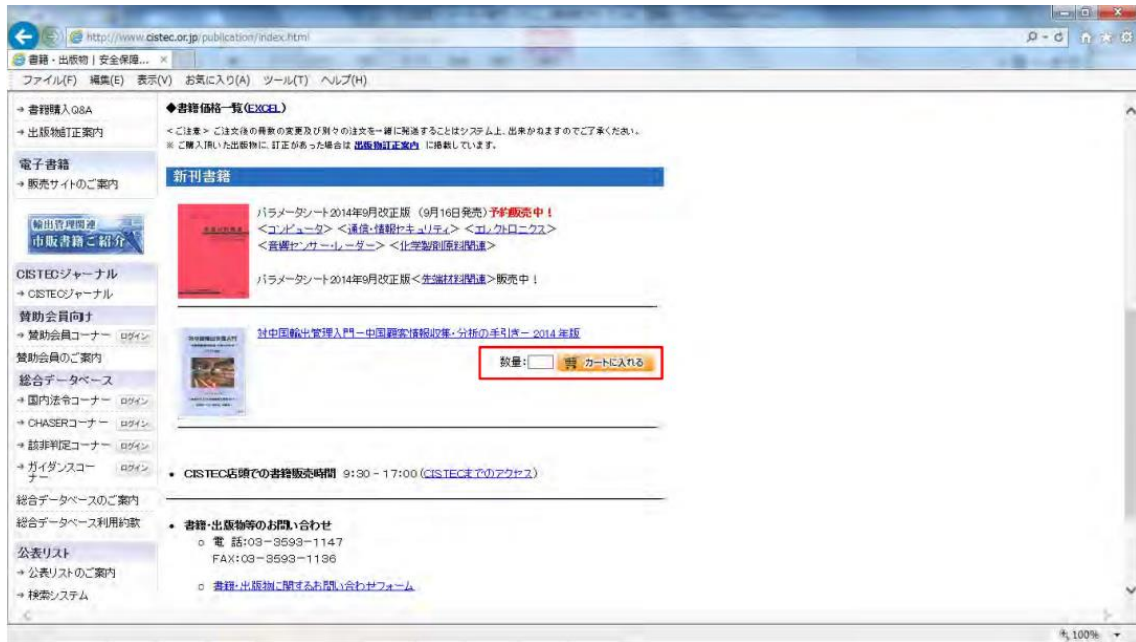 http://www.cistec.or.jp/publication/index.html
書籍・出版物 | 安全保障...
ファイル(F) 編集(E) 表示(V) お気に入り(A) ツール(T) ヘルプ(H)
→ 書籍購入Q&A
→ 出版物訂正案内
電子書籍
→ 販売サイトのご案内
輸出管理関連
市販書籍ご紹介
CISTECジャーナル
→ CISTECジャーナル
賛助会員向け
→ 賛助会員コーナー ログイン
賛助会員のご案内
総合データベース
→ 国内法令コーナー ログイン
→ CHASERコーナー ログイン
→ 該非判定コーナー ログイン
→ ガイダンスコーナー ログイン
総合データベースのご案内
総合データベース利用約款
公表リスト
→ 公表リストのご案内
→ 検索システム
◆書籍価格一覧(EXCEL)
<ご注意> ご注文後の冊数の変更及び別々の注文を一緒に発送することはシステム上、出来かねますのでご了承ください。
※ ご購入頂いた出版物に、訂正があった場合は 出版物訂正案内 に掲載しています。
新刊書籍
パラメータシート2014年9月改正版 (9月16日発売)予約販売中!
<コンピュータ> <通信・情報セキュリティ> <エレクトロニクス>
<音響センサー・レーダー> <化学製剤原料関連>
パラメータシート2014年9月改正版<先端材料関連>販売中!
対中国輸出管理入門-中国顧客情報収集・分析の手引き- 2014年版
数量: カートに入れる
• CISTEC店頭での書籍販売時間 9:30 - 17:00(CISTECまでのアクセス)
• 書籍・出版物等のお問い合わせ
電 話:03-3593-1147
FAX:03-3593-1136
書籍・出版物に関するお問い合わせフォーム
100%